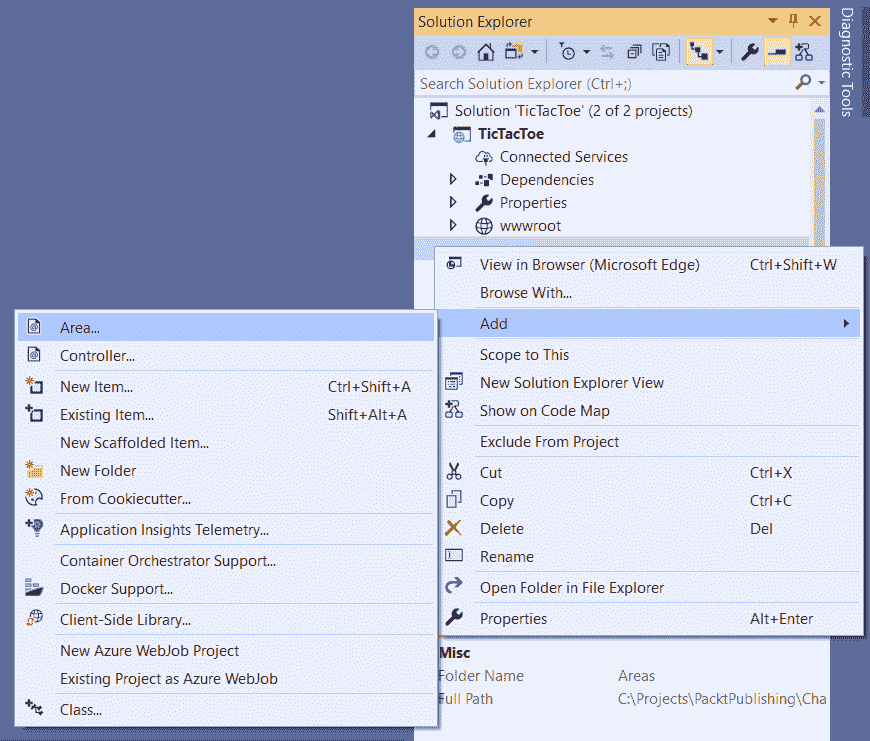 Solution Explorer
Diagnostic Tools
Search Solution Explorer (Ctrl+;)
Solution 'TicTacToe' (2 of 2 projects)
TicTacToe
Connected Services
Dependencies
Properties
wwwroot
View in Browser (Microsoft Edge) Ctrl+Shift+W
Browse With...
Add
Scope to This
New Solution Explorer View
Show on Code Map
Exclude From Project
Cut Ctrl+X
Copy Ctrl+C
Delete Del
Rename
Open Folder in File Explorer
Properties Alt+Enter
Area...
Controller...
New Item... Ctrl+Shift+A
Existing Item... Shift+Alt+A
New Scaffolded Item...
New Folder
From Cookiecutter...
Application Insights Telemetry...
Container Orchestrator Support...
Docker Support...
Client-Side Library...
New Azure WebJob Project
Existing Project as Azure WebJob
Class...
Misc
Folder Name Areas
Full Path C:\Projects\PacktPublishing\Cha